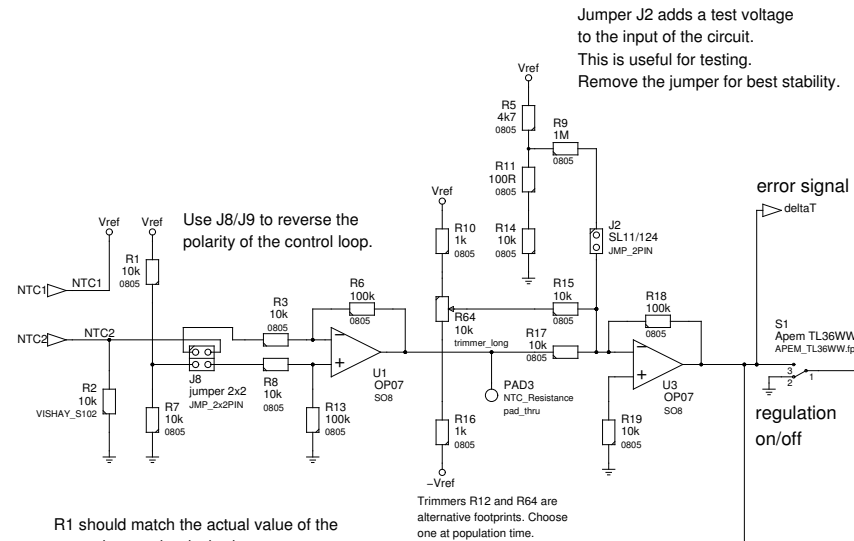 Jumper J2 adds a test voltage
to the input of the circuit.
This is useful for testing.
Remove the jumper for best stability.
Vref
R5
4k7
0805
R9
1M
0805
R11
100R
0805
R14
10k
0805
J2
SL11/124
JMP_2PIN
error signal
deltaT
Vref
R10
1k
0805
Vref
Vref
Use J8/J9 to reverse the
polarity of the control loop.
R1
10k
0805
NTC1
NTC1
NTC2
NTC2
R3
10k
0805
R6
100k
0805
R64
10k
trimmer_long
R15
10k
0805
R17
10k
0805
R18
100k
0805
S1
Apem TL36WW
APEM_TL36WW.fp
3
2
1
regulation
on/off
R2
10k
VISHAY_S102
R7
10k
0805
J8
jumper 2x2
JMP_2x2PIN
R8
10k
0805
R13
100k
0805
−
+
U1
OP07
SO8
PAD3
NTC_Resistance
pad_thru
−
+
U3
OP07
SO8
R16
1k
0805
R19
10k
0805
−Vref
Trimmers R12 and R64 are
alternative footprints. Choose
one at population time.
R1 should match the actual value of the